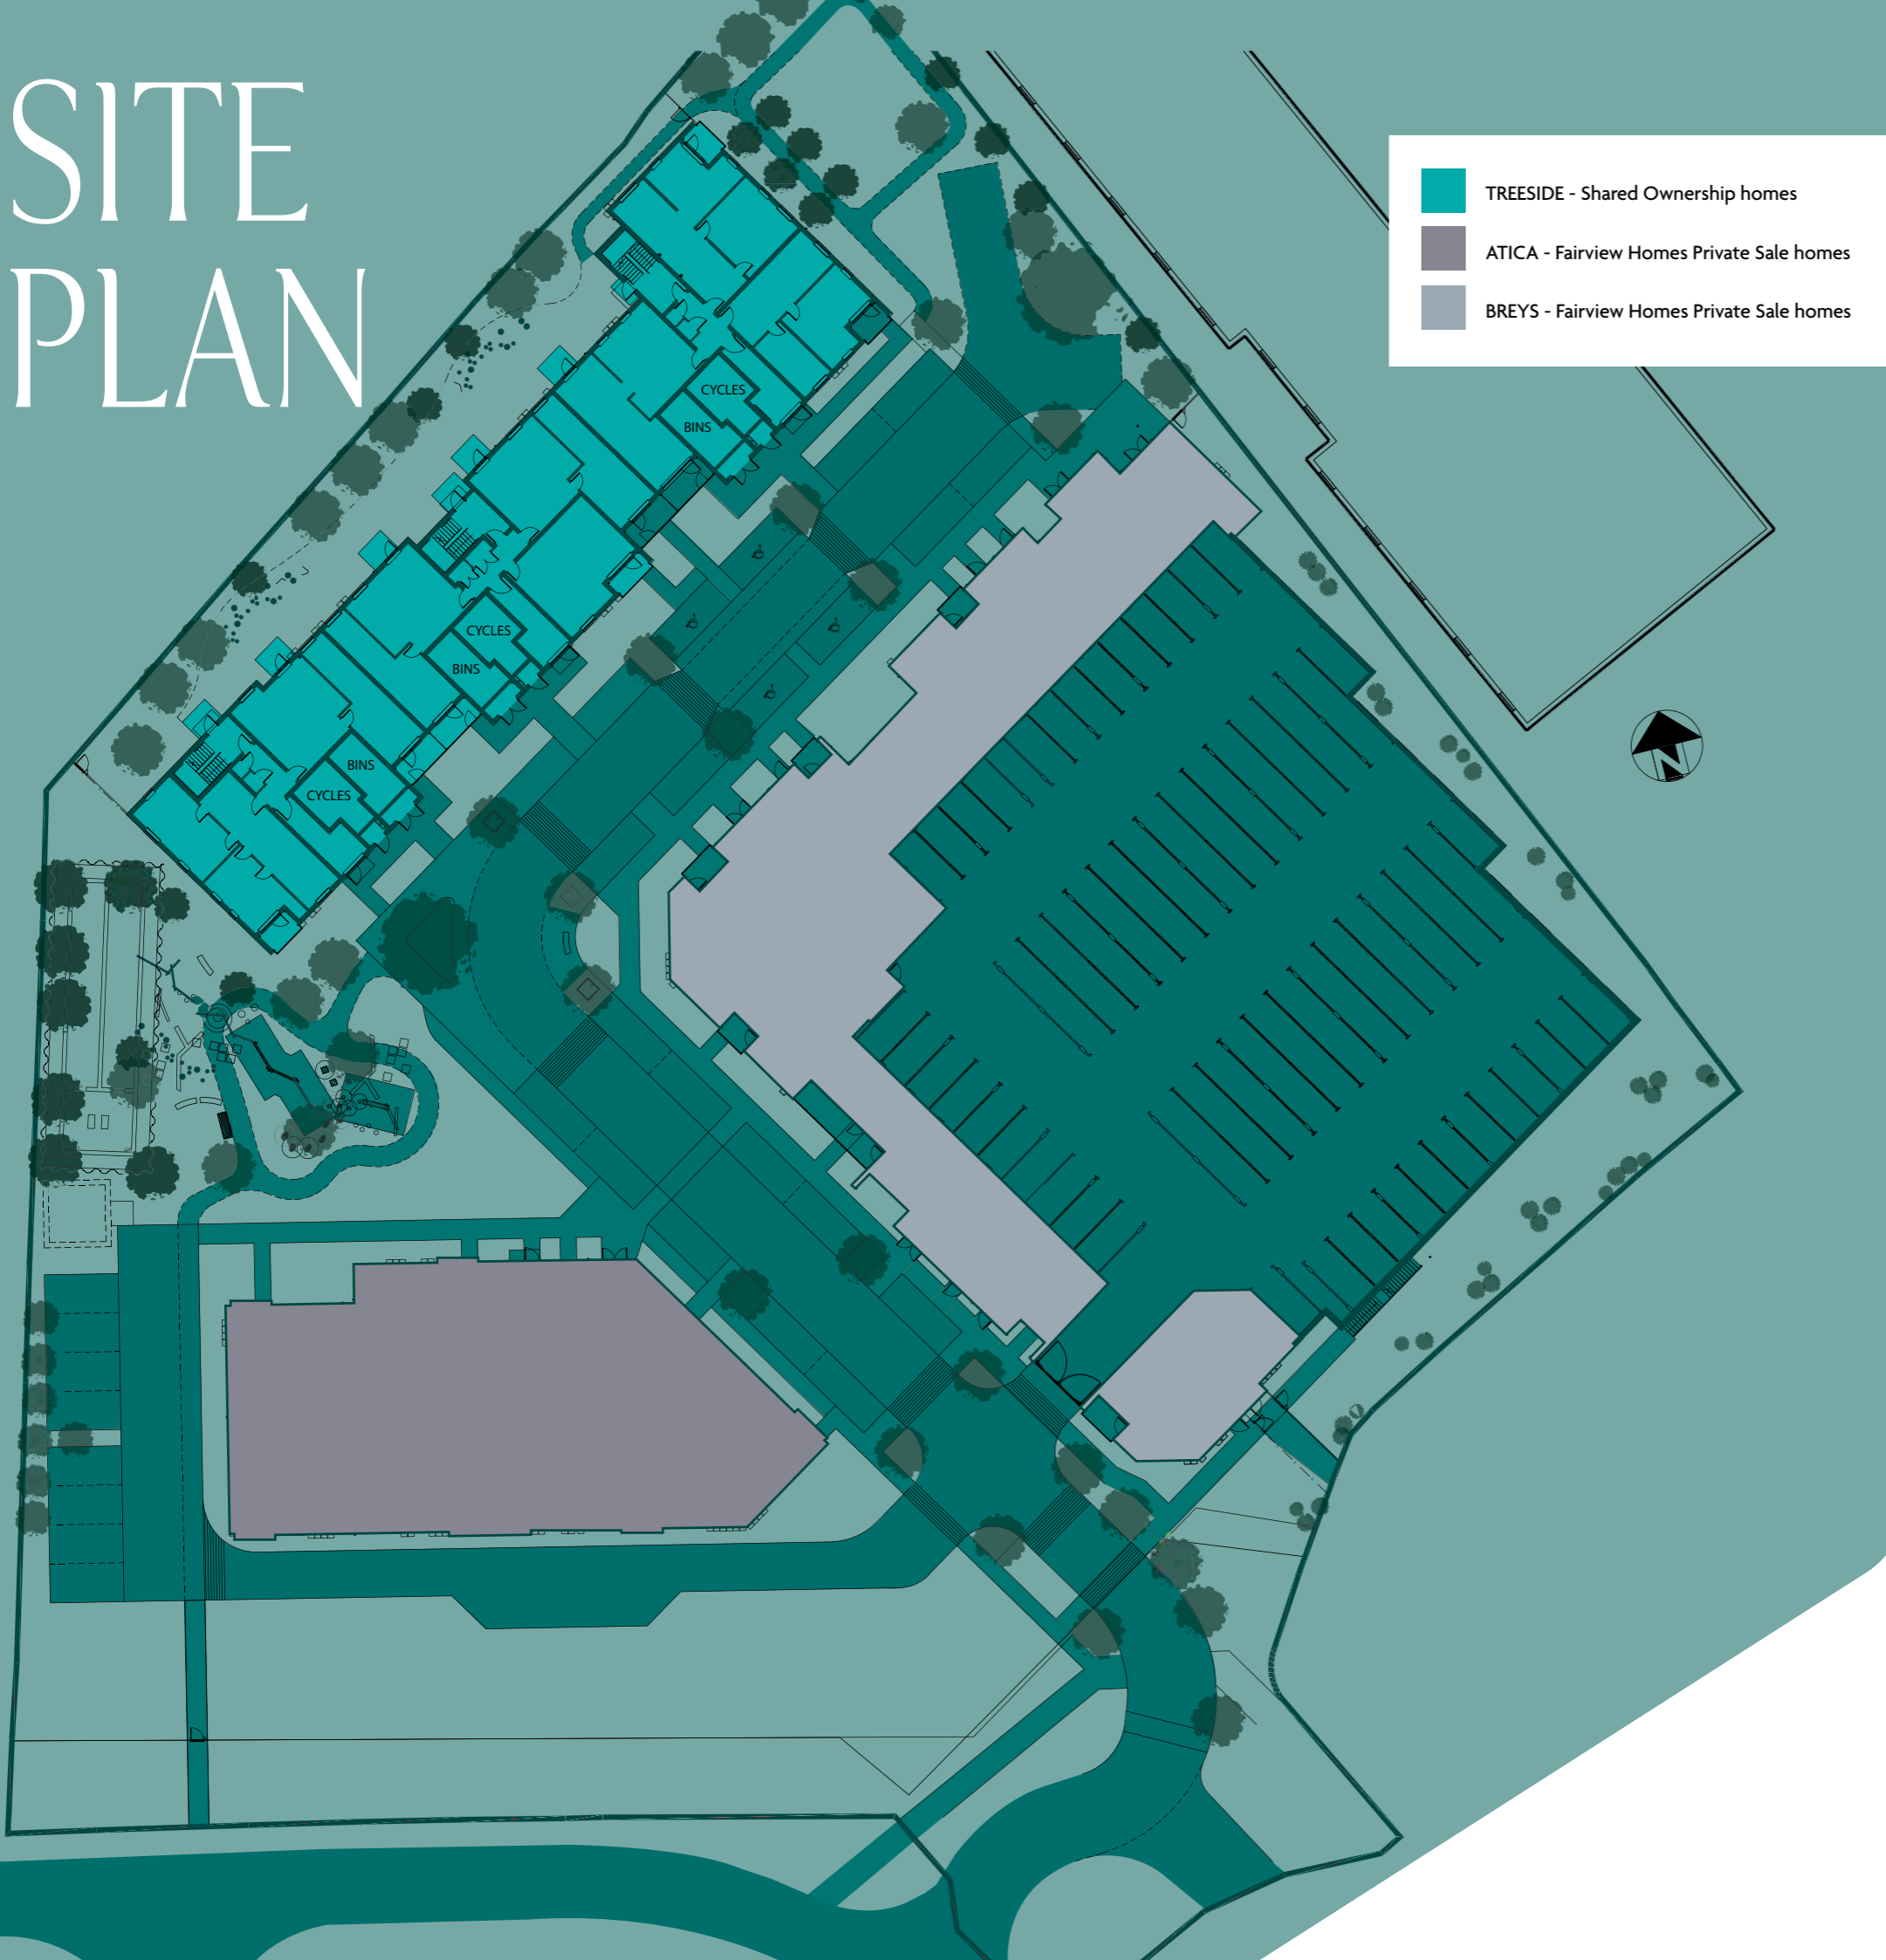 SITE
PLAN
TREESIDE - Shared Ownership homes
ATICA - Fairview Homes Private Sale homes
BREYS - Fairview Homes Private Sale homes
CYCLES
BINS
CYCLES
BINS
BINS
CYCLES
N